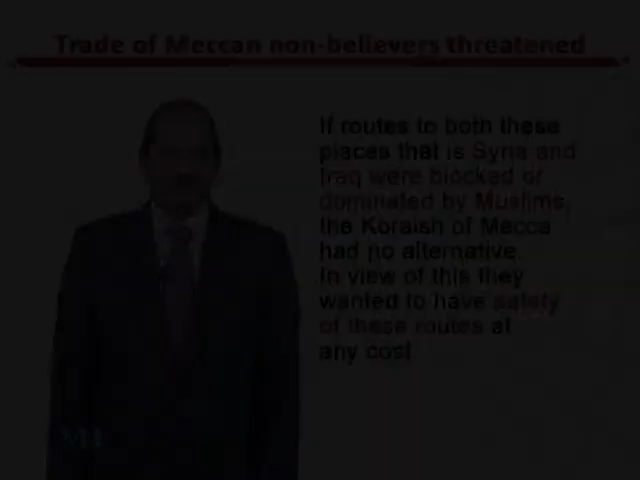 Trade of Meccan non-believers threatened
If routes to both these
places that is Syria and
Iraq were blocked or
dominated by Muslims,
the Koraish of Mecca
had no alternative.
In view of this they
wanted to have safety
of these routes at
any cost.